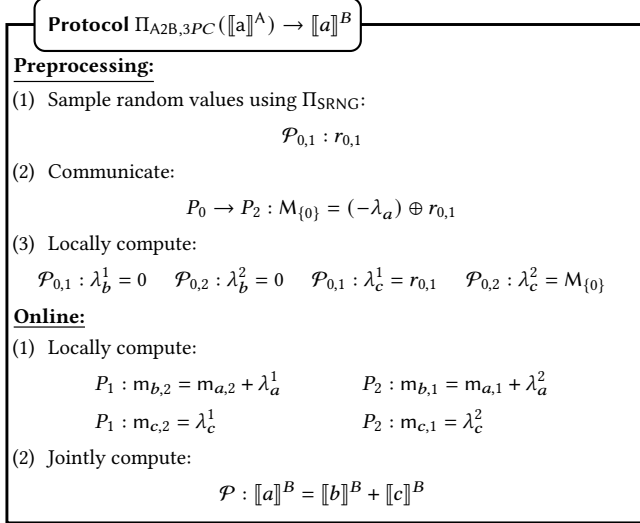 Protocol Π_{A2B,3PC}(⟦a⟧^A) → ⟦a⟧^B
Preprocessing:
(1) Sample random values using Π_{SRNG}:
𝒫_{0,1} : r_{0,1}
(2) Communicate:
P_0 → P_2 : M_{{0}} = (−λ_a) ⊕ r_{0,1}
(3) Locally compute:
𝒫_{0,1} : λ_b^1 = 0 𝒫_{0,2} : λ_b^2 = 0 𝒫_{0,1} : λ_c^1 = r_{0,1} 𝒫_{0,2} : λ_c^2 = M_{{0}}
Online:
(1) Locally compute:
P_1 : m_{b,2} = m_{a,2} + λ_a^1 P_2 : m_{b,1} = m_{a,1} + λ_a^2
P_1 : m_{c,2} = λ_c^1 P_2 : m_{c,1} = λ_c^2
(2) Jointly compute:
𝒫 : ⟦a⟧^B = ⟦b⟧^B + ⟦c⟧^B